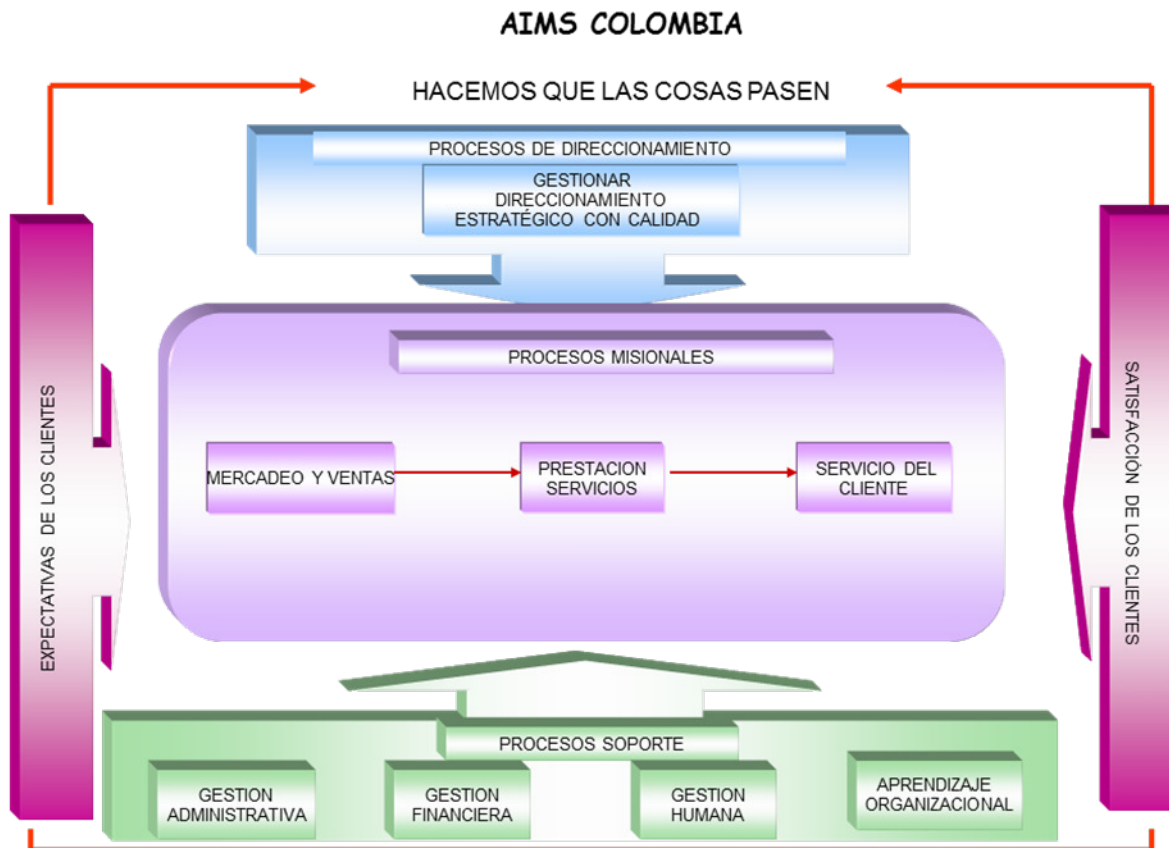 AIMS COLOMBIA
HACEMOS QUE LAS COSAS PASEN
PROCESOS DE DIRECCIONAMIENTO
GESTIONAR
DIRECCIONAMIENTO
ESTRATÉGICO CON CALIDAD
EXPECTATIVAS DE LOS CLIENTES
PROCESOS MISIONALES
MERCADEO Y VENTAS
PRESTACION
SERVICIOS
SERVICIO DEL
CLIENTE
SATISFACCIÓN DE LOS CLIENTES
PROCESOS SOPORTE
GESTION
ADMINISTRATIVA
GESTION
FINANCIERA
GESTION
HUMANA
APRENDIZAJE
ORGANIZACIONAL